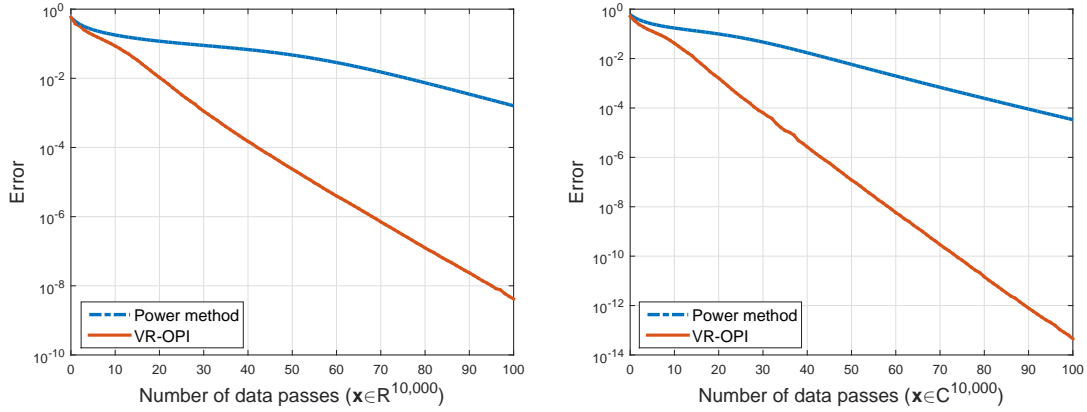 10^0
10^-2
10^-4
10^-6
10^-8
10^-10
Error
0 10 20 30 40 50 60 70 80 90 100
Number of data passes (x∈R^10,000)
Power method
VR-OPI
10^0
10^-2
10^-4
10^-6
10^-8
10^-10
10^-12
10^-14
Error
0 10 20 30 40 50 60 70 80 90 100
Number of data passes (x∈C^10,000)
Power method
VR-OPI